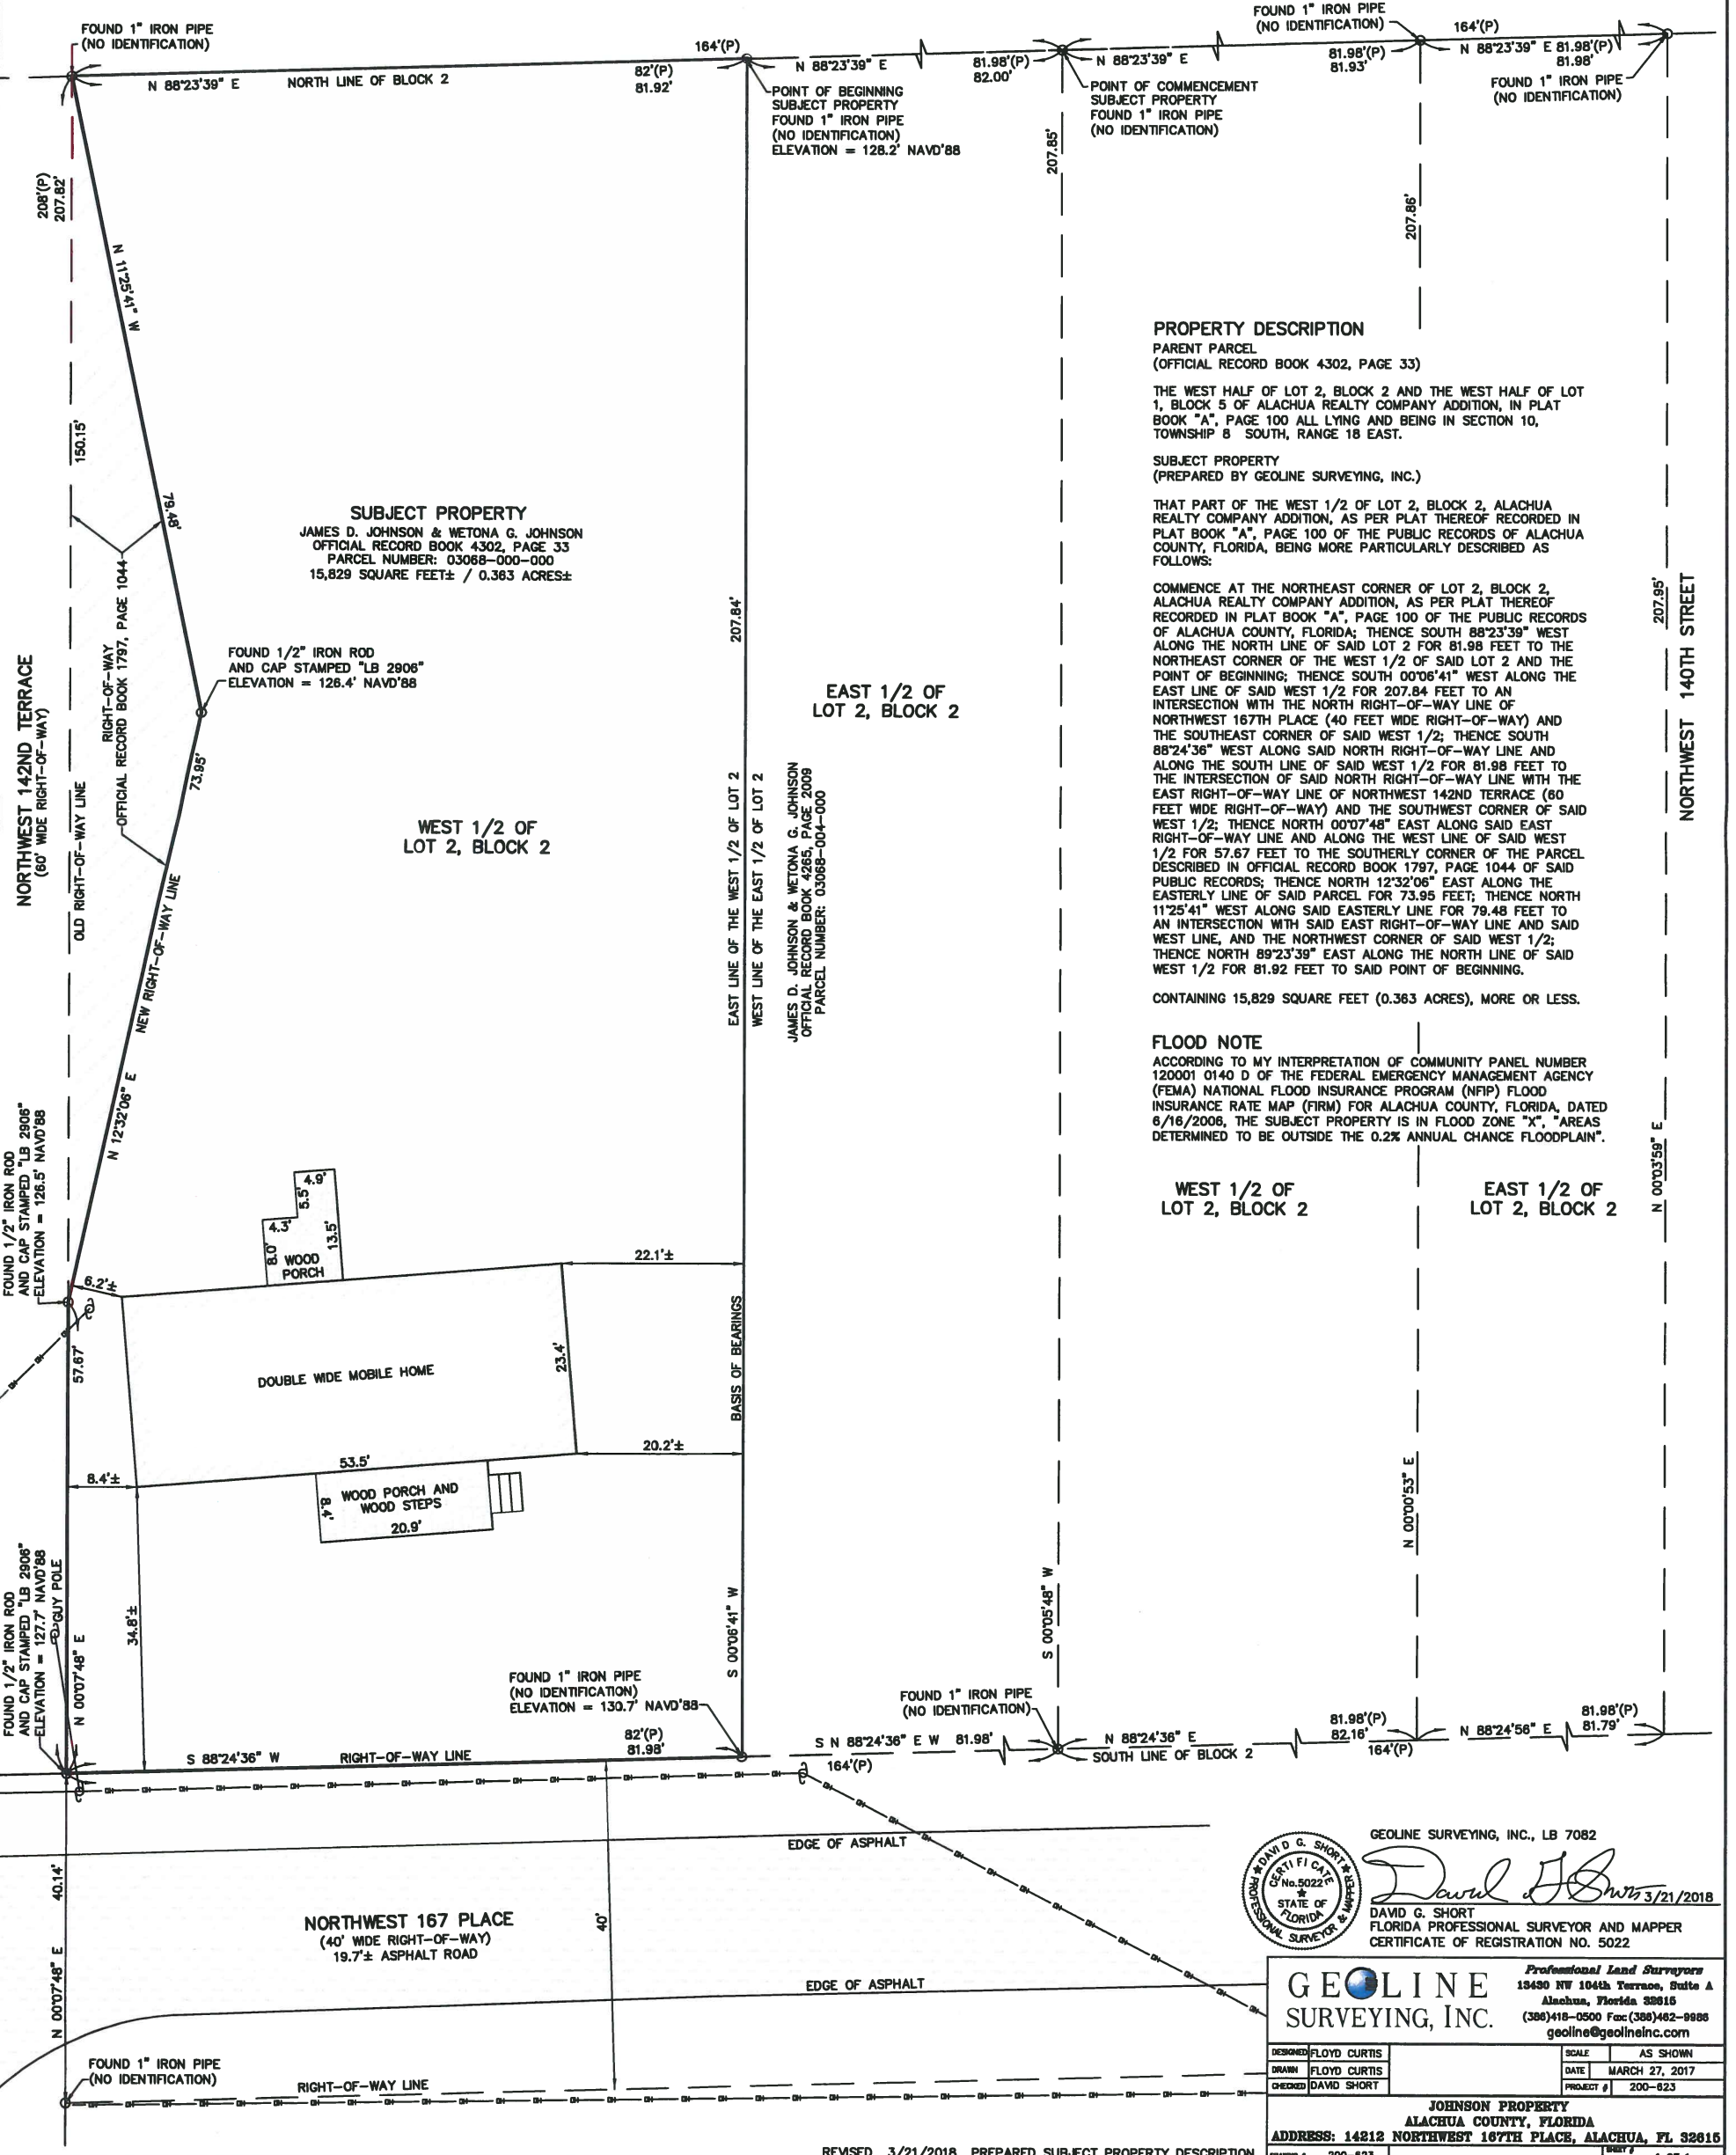 FOUND 1" IRON PIPE
(NO IDENTIFICATION)
N 88°23'39" E
NORTH LINE OF BLOCK 2
164'(P)
82'(P)
81.92'
N 88°23'39" E
POINT OF BEGINNING
SUBJECT PROPERTY
FOUND 1" IRON PIPE
(NO IDENTIFICATION)
ELEVATION = 128.2' NAVD'88
81.98'(P)
82.00'
N 88°23'39" E
POINT OF COMMENCEMENT
SUBJECT PROPERTY
FOUND 1" IRON PIPE
(NO IDENTIFICATION)
FOUND 1" IRON PIPE
(NO IDENTIFICATION)
81.98'(P)
81.93'
164'(P)
N 88°23'39" E 81.98'(P)
81.98'
FOUND 1" IRON PIPE
(NO IDENTIFICATION)
208'(P)
207.82'
N 11°25'41" W
150.15'
79.48'
207.85'
207.86'
SUBJECT PROPERTY
JAMES D. JOHNSON & WETONA G. JOHNSON
OFFICIAL RECORD BOOK 4302, PAGE 33
PARCEL NUMBER: 03068-000-000
15,829 SQUARE FEET± / 0.363 ACRES±
RIGHT-OF-WAY
OFFICIAL RECORD BOOK 1797, PAGE 1044
FOUND 1/2" IRON ROD
AND CAP STAMPED "LB 2906"
ELEVATION = 126.4' NAVD'88
NORTHWEST 142ND TERRACE
(60' WIDE RIGHT-OF-WAY)
OLD RIGHT-OF-WAY LINE
73.95'
NEW RIGHT-OF-WAY LINE
N 12°32'06" E
WEST 1/2 OF
LOT 2, BLOCK 2
207.84'
EAST LINE OF THE WEST 1/2 OF LOT 2
WEST LINE OF THE EAST 1/2 OF LOT 2
JAMES D. JOHNSON & WETONA G. JOHNSON
OFFICIAL RECORD BOOK 4265, PAGE 2009
PARCEL NUMBER: 03068-004-000
EAST 1/2 OF
LOT 2, BLOCK 2
PROPERTY DESCRIPTION
PARENT PARCEL
(OFFICIAL RECORD BOOK 4302, PAGE 33)
THE WEST HALF OF LOT 2, BLOCK 2 AND THE WEST HALF OF LOT
1, BLOCK 5 OF ALACHUA REALTY COMPANY ADDITION, IN PLAT
BOOK "A", PAGE 100 ALL LYING AND BEING IN SECTION 10,
TOWNSHIP 8 SOUTH, RANGE 18 EAST.
SUBJECT PROPERTY
(PREPARED BY GEOLINE SURVEYING, INC.)
THAT PART OF THE WEST 1/2 OF LOT 2, BLOCK 2, ALACHUA
REALTY COMPANY ADDITION, AS PER PLAT THEREOF RECORDED IN
PLAT BOOK "A", PAGE 100 OF THE PUBLIC RECORDS OF ALACHUA
COUNTY, FLORIDA, BEING MORE PARTICULARLY DESCRIBED AS
FOLLOWS:
COMMENCE AT THE NORTHEAST CORNER OF LOT 2, BLOCK 2,
ALACHUA REALTY COMPANY ADDITION, AS PER PLAT THEREOF
RECORDED IN PLAT BOOK "A", PAGE 100 OF THE PUBLIC RECORDS
OF ALACHUA COUNTY, FLORIDA; THENCE SOUTH 88°23'39" WEST
ALONG THE NORTH LINE OF SAID LOT 2 FOR 81.98 FEET TO THE
NORTHEAST CORNER OF THE WEST 1/2 OF SAID LOT 2 AND THE
POINT OF BEGINNING; THENCE SOUTH 00°06'41" WEST ALONG THE
EAST LINE OF SAID WEST 1/2 FOR 207.84 FEET TO AN
INTERSECTION WITH THE NORTH RIGHT-OF-WAY LINE OF
NORTHWEST 167TH PLACE (40 FEET WIDE RIGHT-OF-WAY) AND
THE SOUTHEAST CORNER OF SAID WEST 1/2; THENCE SOUTH
88°24'36" WEST ALONG SAID NORTH RIGHT-OF-WAY LINE AND
ALONG THE SOUTH LINE OF SAID WEST 1/2 FOR 81.98 FEET TO
THE INTERSECTION OF SAID NORTH RIGHT-OF-WAY LINE WITH THE
EAST RIGHT-OF-WAY LINE OF NORTHWEST 142ND TERRACE (60
FEET WIDE RIGHT-OF-WAY) AND THE SOUTHWEST CORNER OF SAID
WEST 1/2; THENCE NORTH 00°07'48" EAST ALONG SAID EAST
RIGHT-OF-WAY LINE AND ALONG THE WEST LINE OF SAID WEST
1/2 FOR 57.67 FEET TO THE SOUTHERLY CORNER OF THE PARCEL
DESCRIBED IN OFFICIAL RECORD BOOK 1797, PAGE 1044 OF SAID
PUBLIC RECORDS; THENCE NORTH 12°32'06" EAST ALONG THE
EASTERLY LINE OF SAID PARCEL FOR 73.95 FEET; THENCE NORTH
11°25'41" WEST ALONG SAID EASTERLY LINE FOR 79.48 FEET TO
AN INTERSECTION WITH SAID EAST RIGHT-OF-WAY LINE AND SAID
WEST LINE, AND THE NORTHWEST CORNER OF SAID WEST 1/2;
THENCE NORTH 89°23'39" EAST ALONG THE NORTH LINE OF SAID
WEST 1/2 FOR 81.92 FEET TO SAID POINT OF BEGINNING.
CONTAINING 15,829 SQUARE FEET (0.363 ACRES), MORE OR LESS.
FLOOD NOTE
ACCORDING TO MY INTERPRETATION OF COMMUNITY PANEL NUMBER
120001 0140 D OF THE FEDERAL EMERGENCY MANAGEMENT AGENCY
(FEMA) NATIONAL FLOOD INSURANCE PROGRAM (NFIP) FLOOD
INSURANCE RATE MAP (FIRM) FOR ALACHUA COUNTY, FLORIDA, DATED
6/16/2006, THE SUBJECT PROPERTY IS IN FLOOD ZONE "X", "AREAS
DETERMINED TO BE OUTSIDE THE 0.2% ANNUAL CHANCE FLOODPLAIN".
WEST 1/2 OF
LOT 2, BLOCK 2
EAST 1/2 OF
LOT 2, BLOCK 2
207.95'
NORTHWEST 140TH STREET
N 00°03'59" E
FOUND 1/2" IRON ROD
AND CAP STAMPED "LB 2906"
ELEVATION = 126.5' NAVD'88
6.2'±
4.9'
5.5'
4.3'
8.0'
13.5'
WOOD
PORCH
22.1'±
57.67'
DOUBLE WIDE MOBILE HOME
23.4'
BASIS OF BEARINGS
20.2'±
53.5'
8.4'±
WOOD PORCH AND
WOOD STEPS
8.4'
20.9'
34.8'±
FOUND 1/2" IRON ROD
AND CAP STAMPED "LB 2906"
ELEVATION = 127.7' NAVD'88
GUY POLE
N 00°07'48" E
S 00°06'41" W
S 00°05'48" W
N 00°00'53" E
FOUND 1" IRON PIPE
(NO IDENTIFICATION)
ELEVATION = 130.7' NAVD'88
FOUND 1" IRON PIPE
(NO IDENTIFICATION)
S 88°24'36" W
RIGHT-OF-WAY LINE
82'(P)
81.98'
S N 88°24'36" E W 81.98'
164'(P)
N 88°24'36" E
SOUTH LINE OF BLOCK 2
81.98'(P)
82.16'
164'(P)
N 88°24'56" E
81.98'(P)
81.79'
EDGE OF ASPHALT
40.14'
N 00°07'48" E
NORTHWEST 167 PLACE
(40' WIDE RIGHT-OF-WAY)
19.7'± ASPHALT ROAD
40'
EDGE OF ASPHALT
FOUND 1" IRON PIPE
(NO IDENTIFICATION)
RIGHT-OF-WAY LINE
DAVID G. SHORT
PROFESSIONAL SURVEYOR & MAPPER
CERTIFICATE
No.5022
STATE OF
FLORIDA
GEOLINE SURVEYING, INC., LB 7082
3/21/2018
DAVID G. SHORT
FLORIDA PROFESSIONAL SURVEYOR AND MAPPER
CERTIFICATE OF REGISTRATION NO. 5022
GEOLINE
SURVEYING, INC.
Professional Land Surveyors
13430 NW 104th Terrace, Suite A
Alachua, Florida 32615
(386)418-0500 Fax:(386)462-9986
geoline@geolineinc.com
DESIGNED FLOYD CURTIS
DRAWN FLOYD CURTIS
CHECKED DAVID SHORT
SCALE AS SHOWN
DATE MARCH 27, 2017
PROJECT # 200-623
JOHNSON PROPERTY
ALACHUA COUNTY, FLORIDA
ADDRESS: 14212 NORTHWEST 167TH PLACE, ALACHUA, FL 32615
REVISED 3/21/2018 PREPARED SUBJECT PROPERTY DESCRIPTION